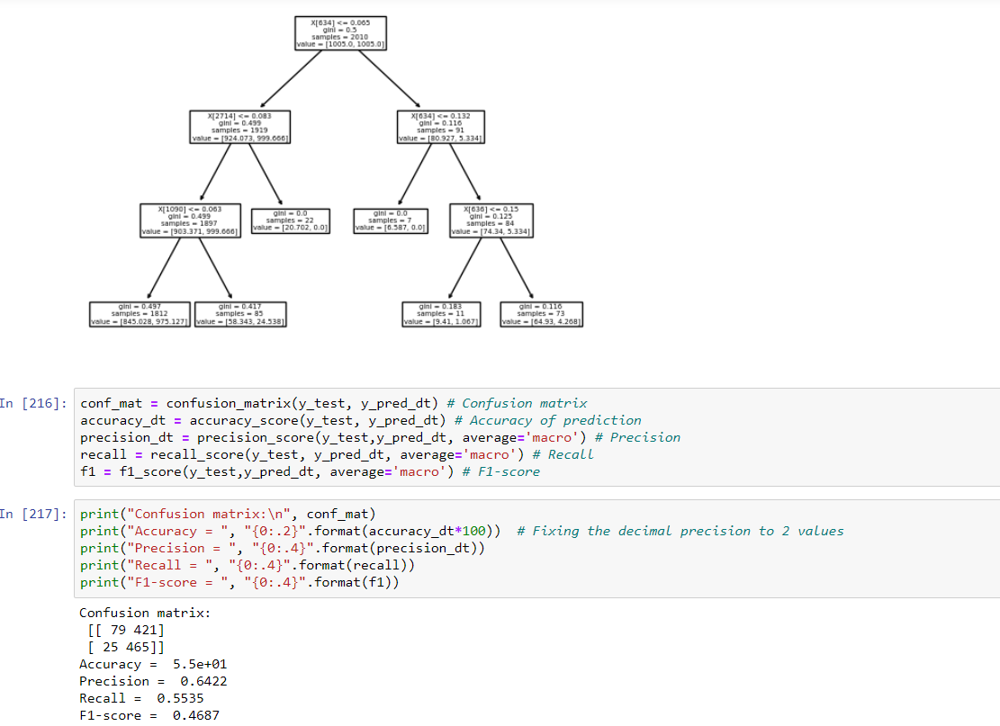 X[634] <= 0.065
gini = 0.5
samples = 2010
value = [1005.0, 1005.0]
X[2714] <= 0.083
gini = 0.499
samples = 1919
value = [924.073, 999.666]
X[634] <= 0.132
gini = 0.116
samples = 91
value = [80.927, 5.334]
X[1090] <= 0.063
gini = 0.499
samples = 1897
value = [903.371, 999.666]
gini = 0.0
samples = 22
value = [20.702, 0.0]
gini = 0.0
samples = 7
value = [6.587, 0.0]
X[636] <= 0.15
gini = 0.125
samples = 84
value = [74.34, 5.334]
gini = 0.497
samples = 1812
value = [845.028, 975.127]
gini = 0.417
samples = 85
value = [58.343, 24.538]
gini = 0.183
samples = 11
value = [9.41, 1.067]
gini = 0.116
samples = 73
value = [64.93, 4.268]
In [216]: conf_mat = confusion_matrix(y_test, y_pred_dt) # Confusion matrix
accuracy_dt = accuracy_score(y_test, y_pred_dt) # Accuracy of prediction
precision_dt = precision_score(y_test,y_pred_dt, average='macro') # Precision
recall = recall_score(y_test, y_pred_dt, average='macro') # Recall
f1 = f1_score(y_test,y_pred_dt, average='macro') # F1-score
In [217]: print("Confusion matrix:\n", conf_mat)
print("Accuracy = ", "{0:.2}".format(accuracy_dt*100))  # Fixing the decimal precision to 2 values
print("Precision = ", "{0:.4}".format(precision_dt))
print("Recall = ", "{0:.4}".format(recall))
print("F1-score = ", "{0:.4}".format(f1))
Confusion matrix:
[[ 79 421]
[ 25 465]]
Accuracy =  5.5e+01
Precision =  0.6422
Recall =  0.5535
F1-score =  0.4687